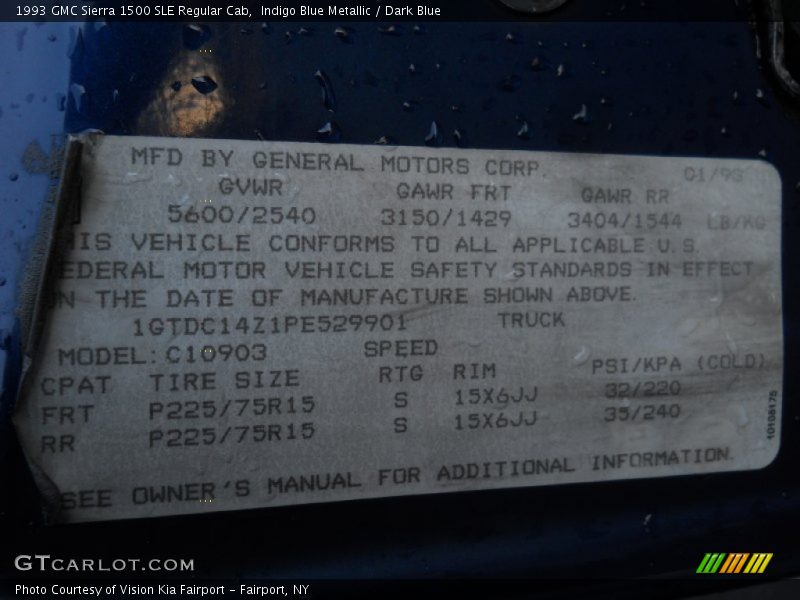 1993 GMC Sierra 1500 SLE Regular Cab,  Indigo Blue Metallic / Dark Blue
MFD BY GENERAL MOTORS CORP. 01/93
GVWR GAWR FRT GAWR RR
5600/2540 3150/1429 3404/1544 LB/KG
HIS VEHICLE CONFORMS TO ALL APPLICABLE U.S.
EDERAL MOTOR VEHICLE SAFETY STANDARDS IN EFFECT
ON THE DATE OF MANUFACTURE SHOWN ABOVE.
1GTDC14Z1PE529901 TRUCK
MODEL: C10903 SPEED
CPAT TIRE SIZE RTG RIM PSI/KPA (COLD)
FRT P225/75R15 S 15X6JJ 32/220
RR P225/75R15 S 15X6JJ 35/240
SEE OWNER'S MANUAL FOR ADDITIONAL INFORMATION.
GTCARLOT.COM
Photo Courtesy of Vision Kia Fairport – Fairport, NY